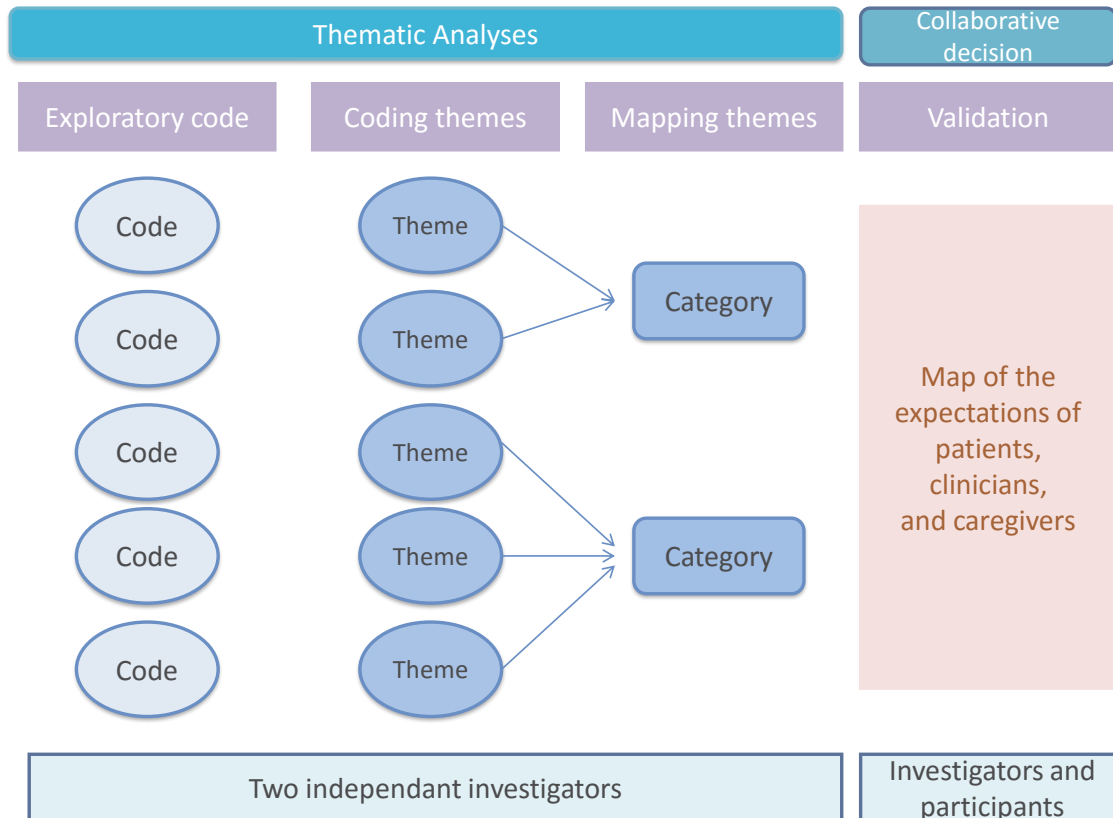 Thematic Analyses
Collaborative
decision
Exploratory code
Coding themes
Mapping themes
Validation
Code
Theme
Code
Theme
Category
Code
Theme
Code
Theme
Category
Code
Theme
Map of the
expectations of
patients,
clinicians,
and caregivers
Two independant investigators
Investigators and
participants